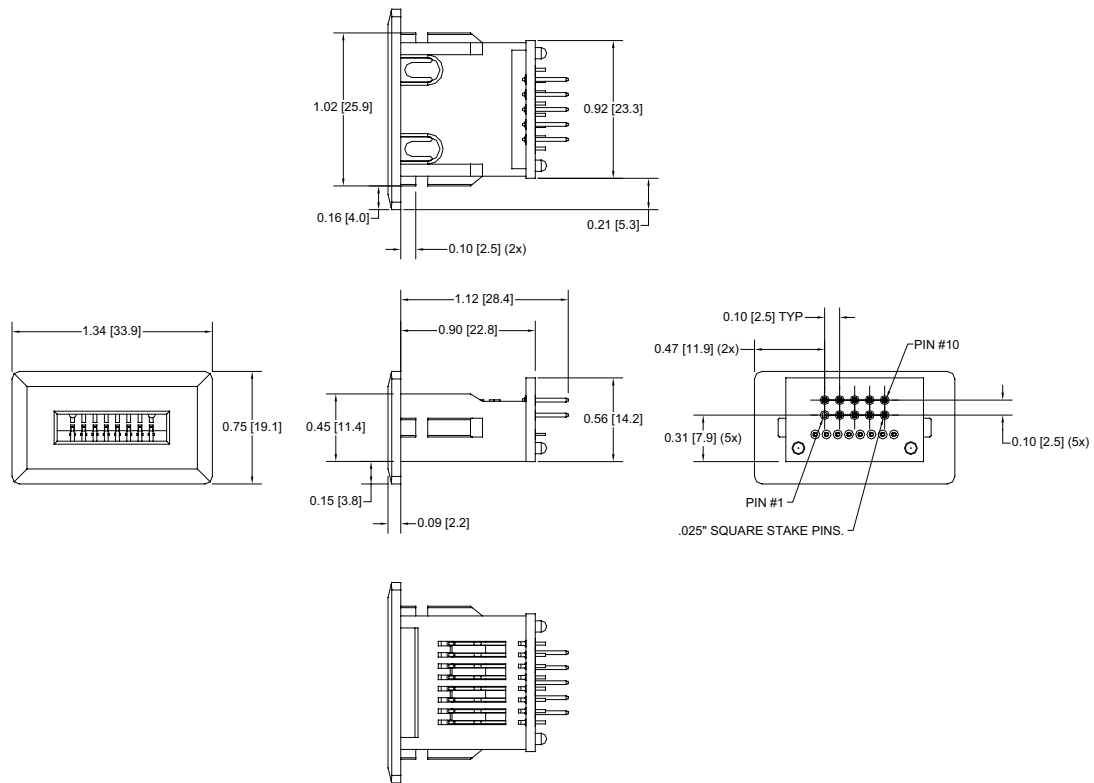 1.02 [25.9]
0.92 [23.3]
0.16 [4.0]
0.21 [5.3]
0.10 [2.5] (2x)
1.34 [33.9]
0.75 [19.1]
1.12 [28.4]
0.90 [22.8]
0.45 [11.4]
0.56 [14.2]
0.15 [3.8]
0.09 [2.2]
0.10 [2.5] TYP
0.47 [11.9] (2x)
PIN #10
0.31 [7.9] (5x)
0.10 [2.5] (5x)
PIN #1
.025" SQUARE STAKE PINS.